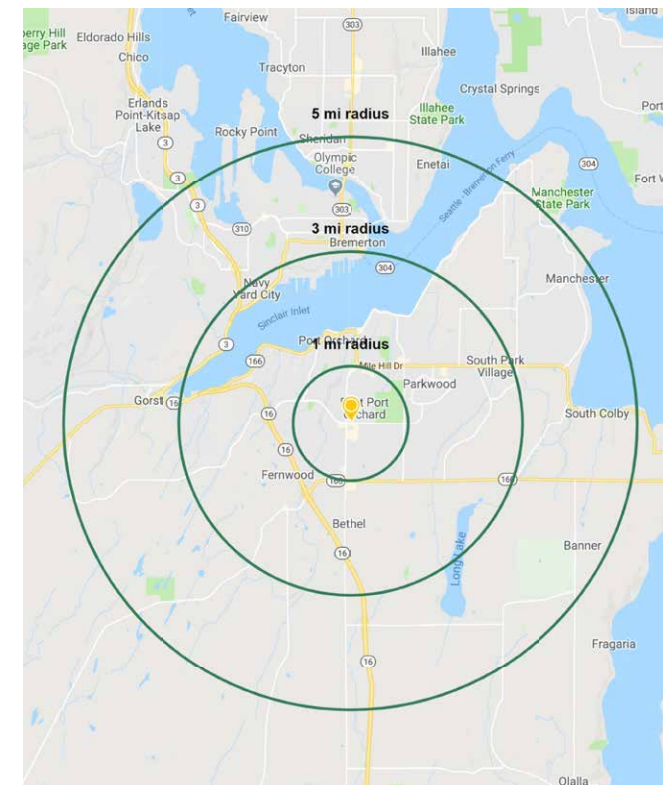 Island
Fairview
303
erry Hill
age Park
Eldorado Hills
Chico
Tracyton
Illahee
Crystal Springs
Erlands
Point-Kitsap
Lake
5 mi radius
Illahee
State Park
Port
Rocky Point
Sheridan
3
Olympic
College
Enetai
Seattle - Bremerton Ferry
304
Fort W
3
3
303
Manchester
State Park
310
3 mi radius
Bremerton
304
Navy
Yard City
Manchester
Sinclair Inlet
3
Port Orchard
1 mi radius
166
Mile Hill Dr
South Park
Village
Parkwood
Gorst
16
16
Port
Orchard
South Colby
16
Fernwood
160
160
Bethel
16
Long Lake
Banner
Fragaria
16
Olalla